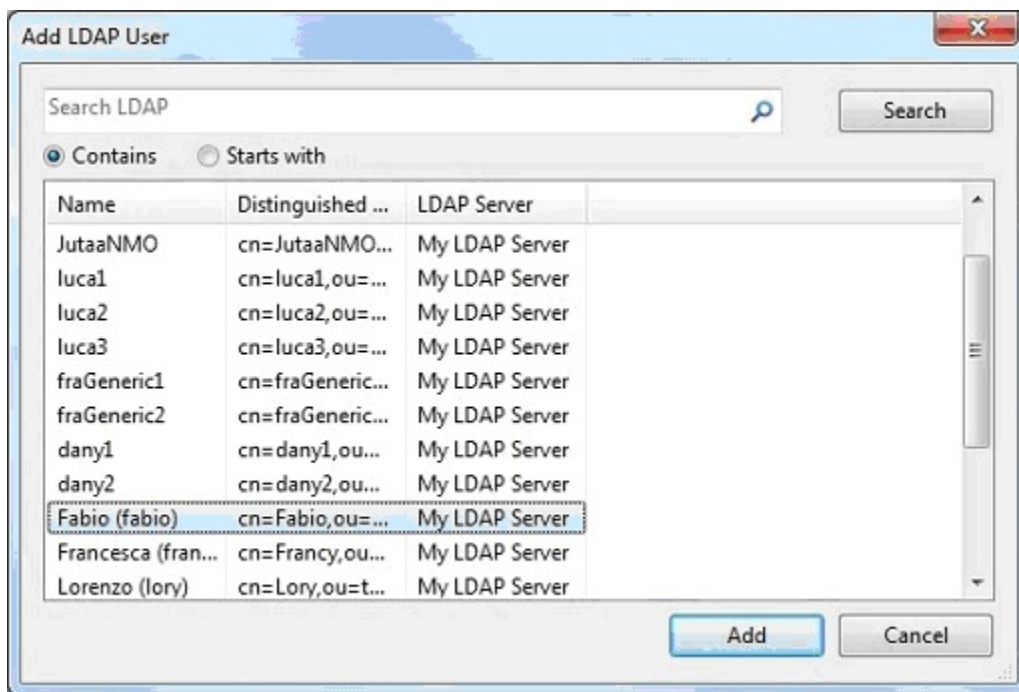 Add LDAP User
Search LDAP Search
Contains Starts with
Name Distinguished ... LDAP Server
JutaaNMO cn=JutaaNMO... My LDAP Server
luca1 cn=luca1,ou=... My LDAP Server
luca2 cn=luca2,ou=... My LDAP Server
luca3 cn=luca3,ou=... My LDAP Server
fraGeneric1 cn=fraGeneric... My LDAP Server
fraGeneric2 cn=fraGeneric... My LDAP Server
dany1 cn=dany1,ou... My LDAP Server
dany2 cn=dany2,ou... My LDAP Server
Fabio (fabio) cn=Fabio,ou=... My LDAP Server
Francesca (fran... cn=Francy,ou... My LDAP Server
Lorenzo (lory) cn=Lory,ou=t... My LDAP Server
Add Cancel